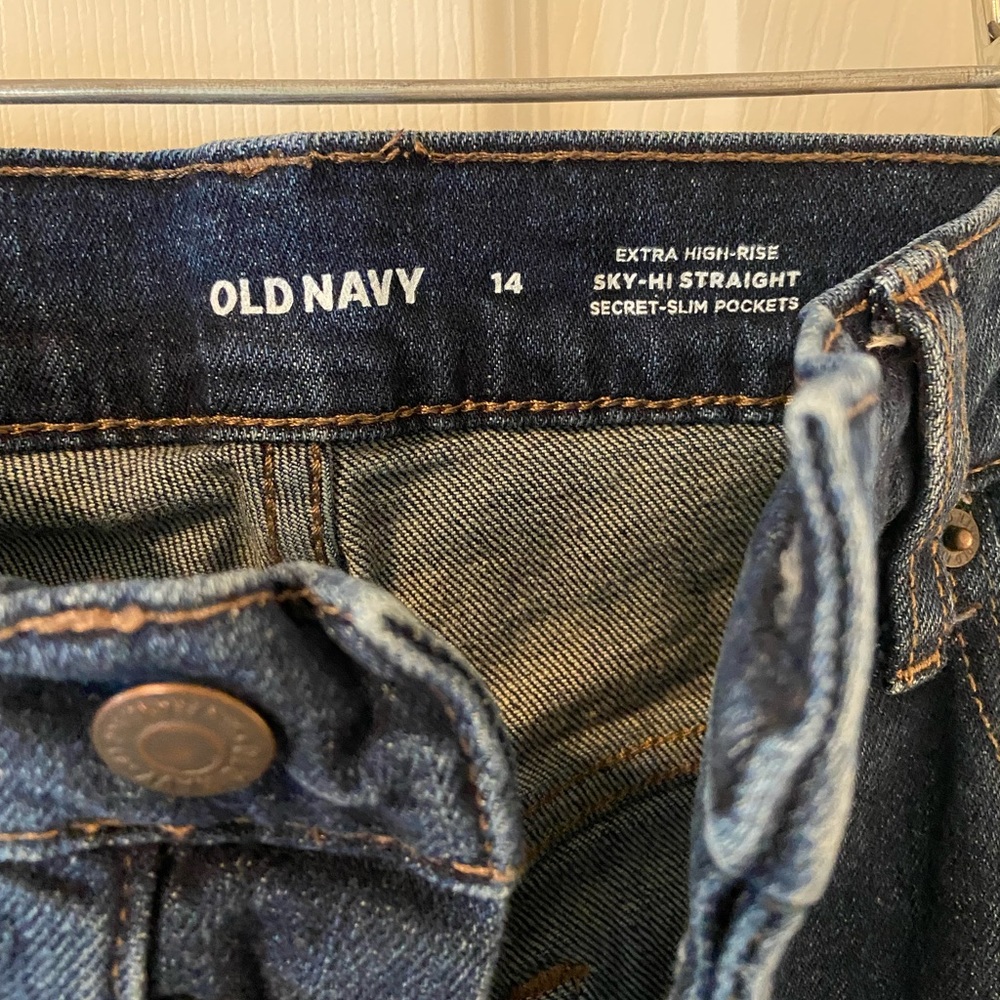 OLD NAVY
14
EXTRA HIGH-RISE
SKY-HI STRAIGHT
SECRET-SLIM POCKETS